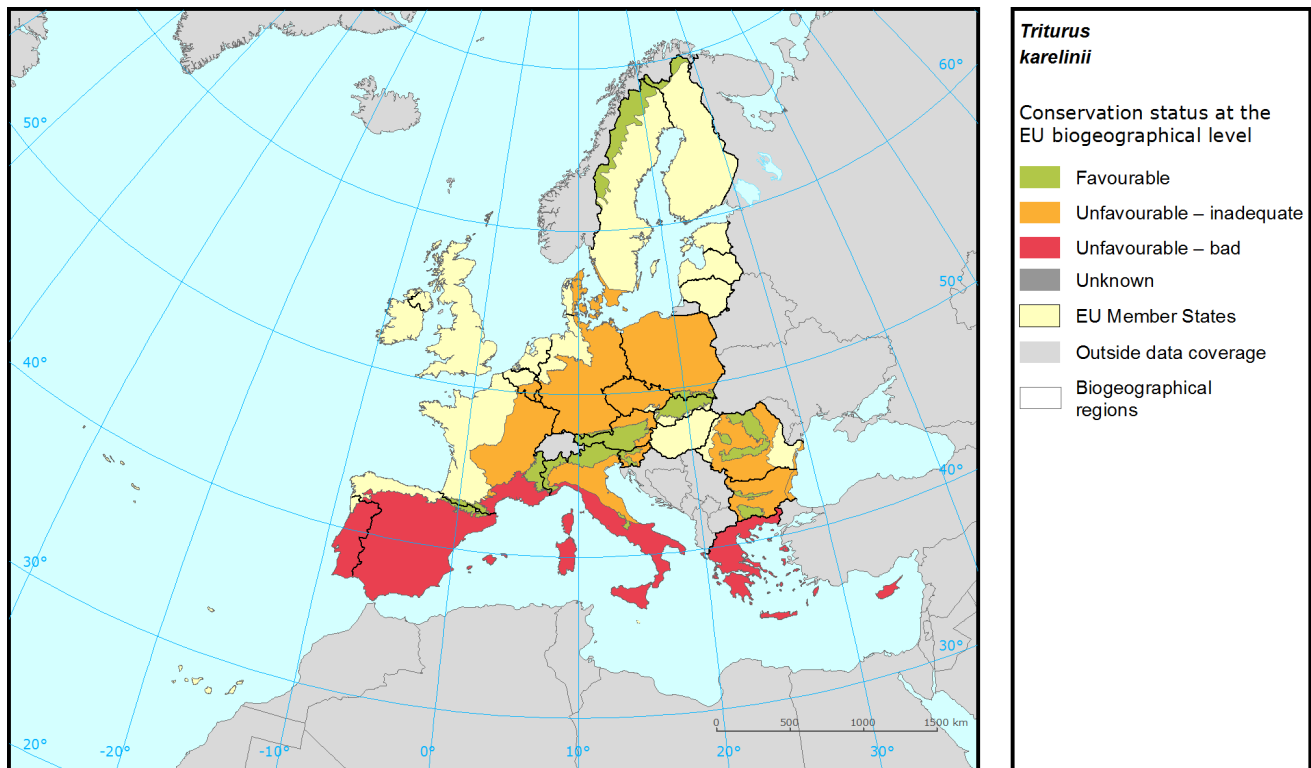 Triturus
karelinii
Conservation status at the
EU biogeographical level
Favourable
Unfavourable – inadequate
Unfavourable – bad
Unknown
EU Member States
Outside data coverage
Biogeographical
regions
60°
50°
50°
40°
40°
30°
30°
20°
-20°
-10°
0°
10°
20°
30°
0
500
1000
1500 km